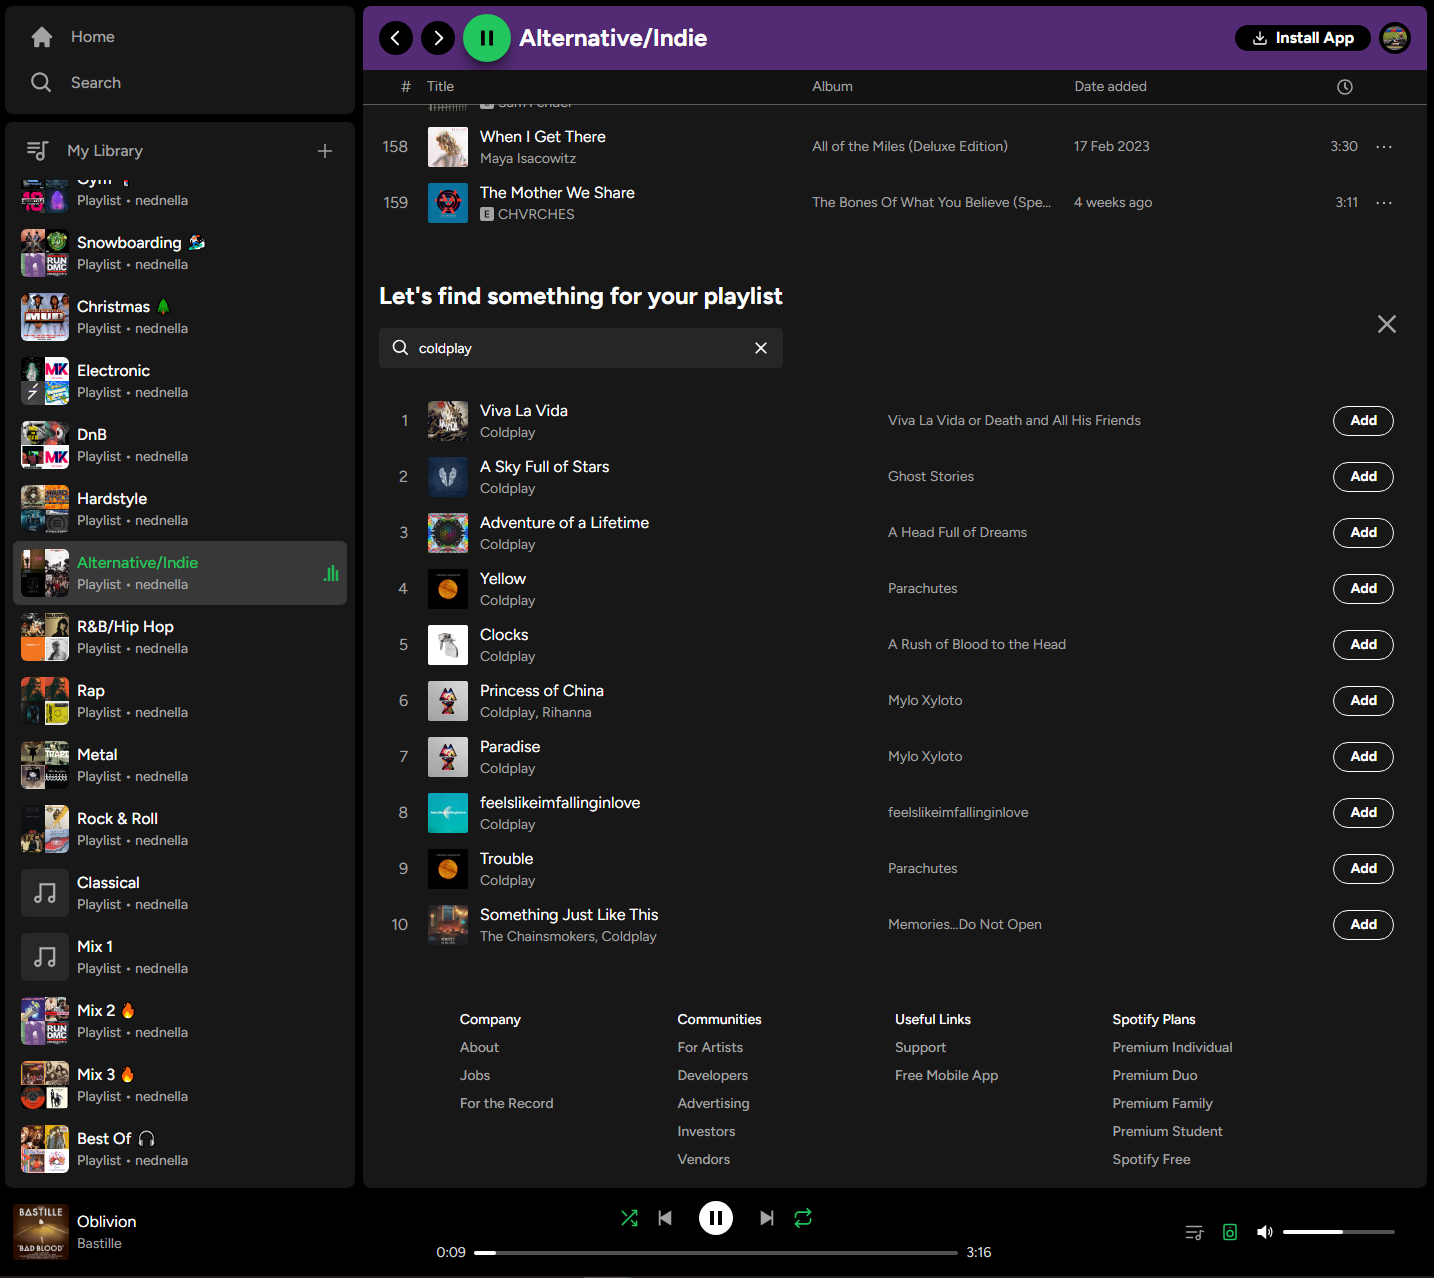 Home
Search
My Library
Gym
Playlist • nednella
Snowboarding
Playlist • nednella
Christmas
Playlist • nednella
Electronic
Playlist • nednella
DnB
Playlist • nednella
Hardstyle
Playlist • nednella
Alternative/Indie
Playlist • nednella
R&B/Hip Hop
Playlist • nednella
Rap
Playlist • nednella
Metal
Playlist • nednella
Rock & Roll
Playlist • nednella
Classical
Playlist • nednella
Mix 1
Playlist • nednella
Mix 2 🔥
Playlist • nednella
Mix 3 🔥
Playlist • nednella
Best Of 🎧
Playlist • nednella
Alternative/Indie
Install App
# Title Album Date added
Sam Fender
158 When I Get There All of the Miles (Deluxe Edition) 17 Feb 2023 3:30
Maya Isacowitz
159 The Mother We Share The Bones Of What You Believe (Spe... 4 weeks ago 3:11
E CHVRCHES
Let's find something for your playlist
coldplay
1 Viva La Vida Viva La Vida or Death and All His Friends Add
Coldplay
2 A Sky Full of Stars Ghost Stories Add
Coldplay
3 Adventure of a Lifetime A Head Full of Dreams Add
Coldplay
4 Yellow Parachutes Add
Coldplay
5 Clocks A Rush of Blood to the Head Add
Coldplay
6 Princess of China Mylo Xyloto Add
Coldplay, Rihanna
7 Paradise Mylo Xyloto Add
Coldplay
8 feelslikeimfallinginlove feelslikeimfallinginlove Add
Coldplay
9 Trouble Parachutes Add
Coldplay
10 Something Just Like This Memories...Do Not Open Add
The Chainsmokers, Coldplay
Company
About
Jobs
For the Record
Communities
For Artists
Developers
Advertising
Investors
Vendors
Useful Links
Support
Free Mobile App
Spotify Plans
Premium Individual
Premium Duo
Premium Family
Premium Student
Spotify Free
BASTILLE
"BAD BLOOD"
Oblivion
Bastille
0:09 3:16